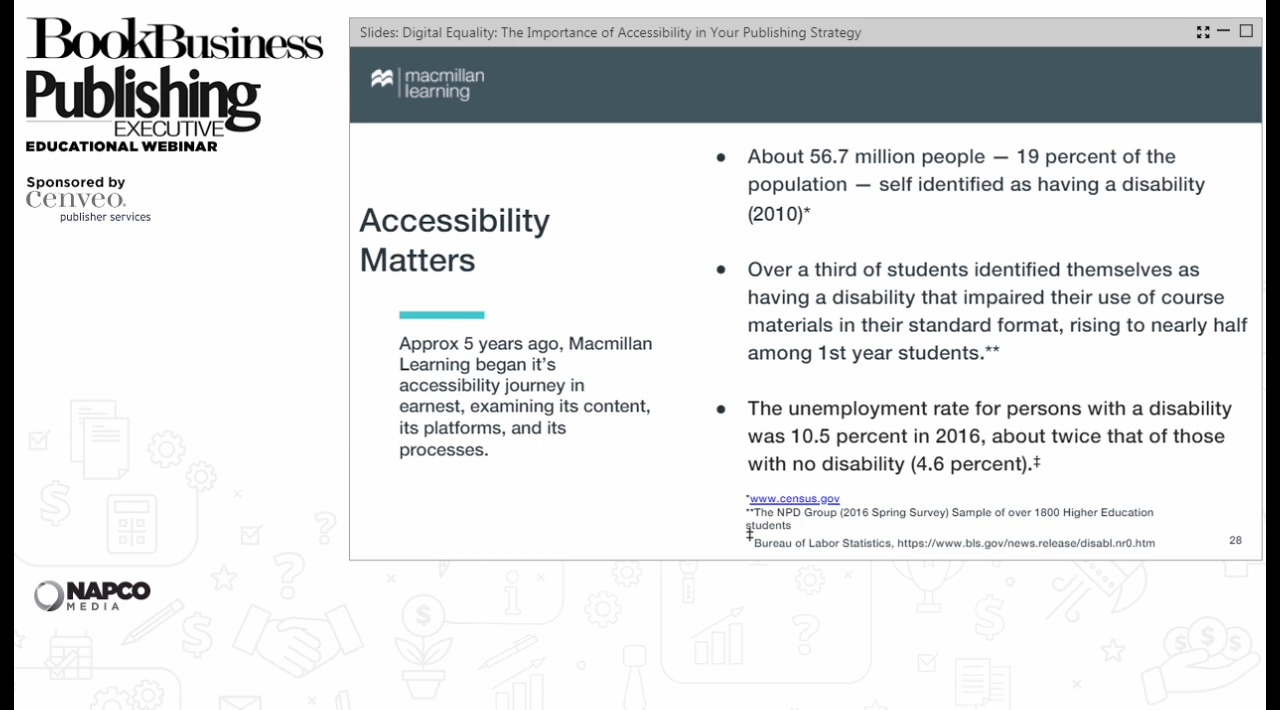 BookBusiness
Publishing
EXECUTIVE
EDUCATIONAL WEBINAR
Sponsored by
cenveo.
publisher services
Slides: Digital Equality: The Importance of Accessibility in Your Publishing Strategy
macmillan
learning
Accessibility
Matters
Approx 5 years ago, Macmillan
Learning began it's
accessibility journey in
earnest, examining its content,
its platforms, and its
processes.
● About 56.7 million people — 19 percent of the
population — self identified as having a disability
(2010)*
● Over a third of students identified themselves as
having a disability that impaired their use of course
materials in their standard format, rising to nearly half
among 1st year students.**
● The unemployment rate for persons with a disability
was 10.5 percent in 2016, about twice that of those
with no disability (4.6 percent).‡
*www.census.gov
**The NPD Group (2016 Spring Survey) Sample of over 1800 Higher Education
students
‡Bureau of Labor Statistics, https://www.bls.gov/news.release/disabl.nr0.htm
28
NAPCO
MEDIA